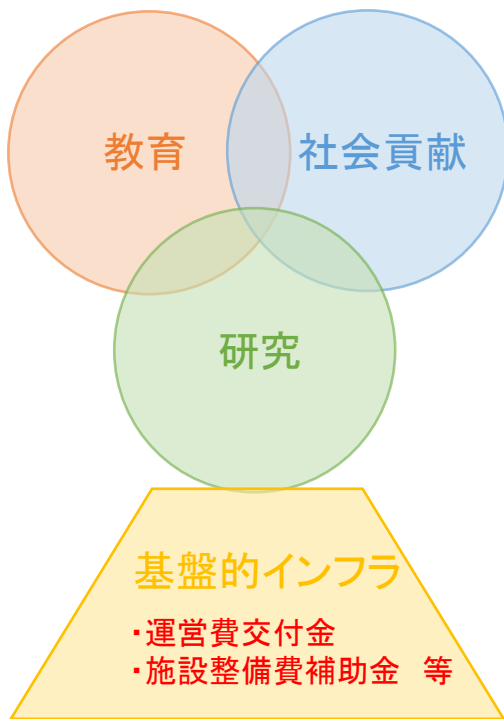 教育
社会貢献
研究
基盤的インフラ
・運営費交付金
・施設整備費補助金　等